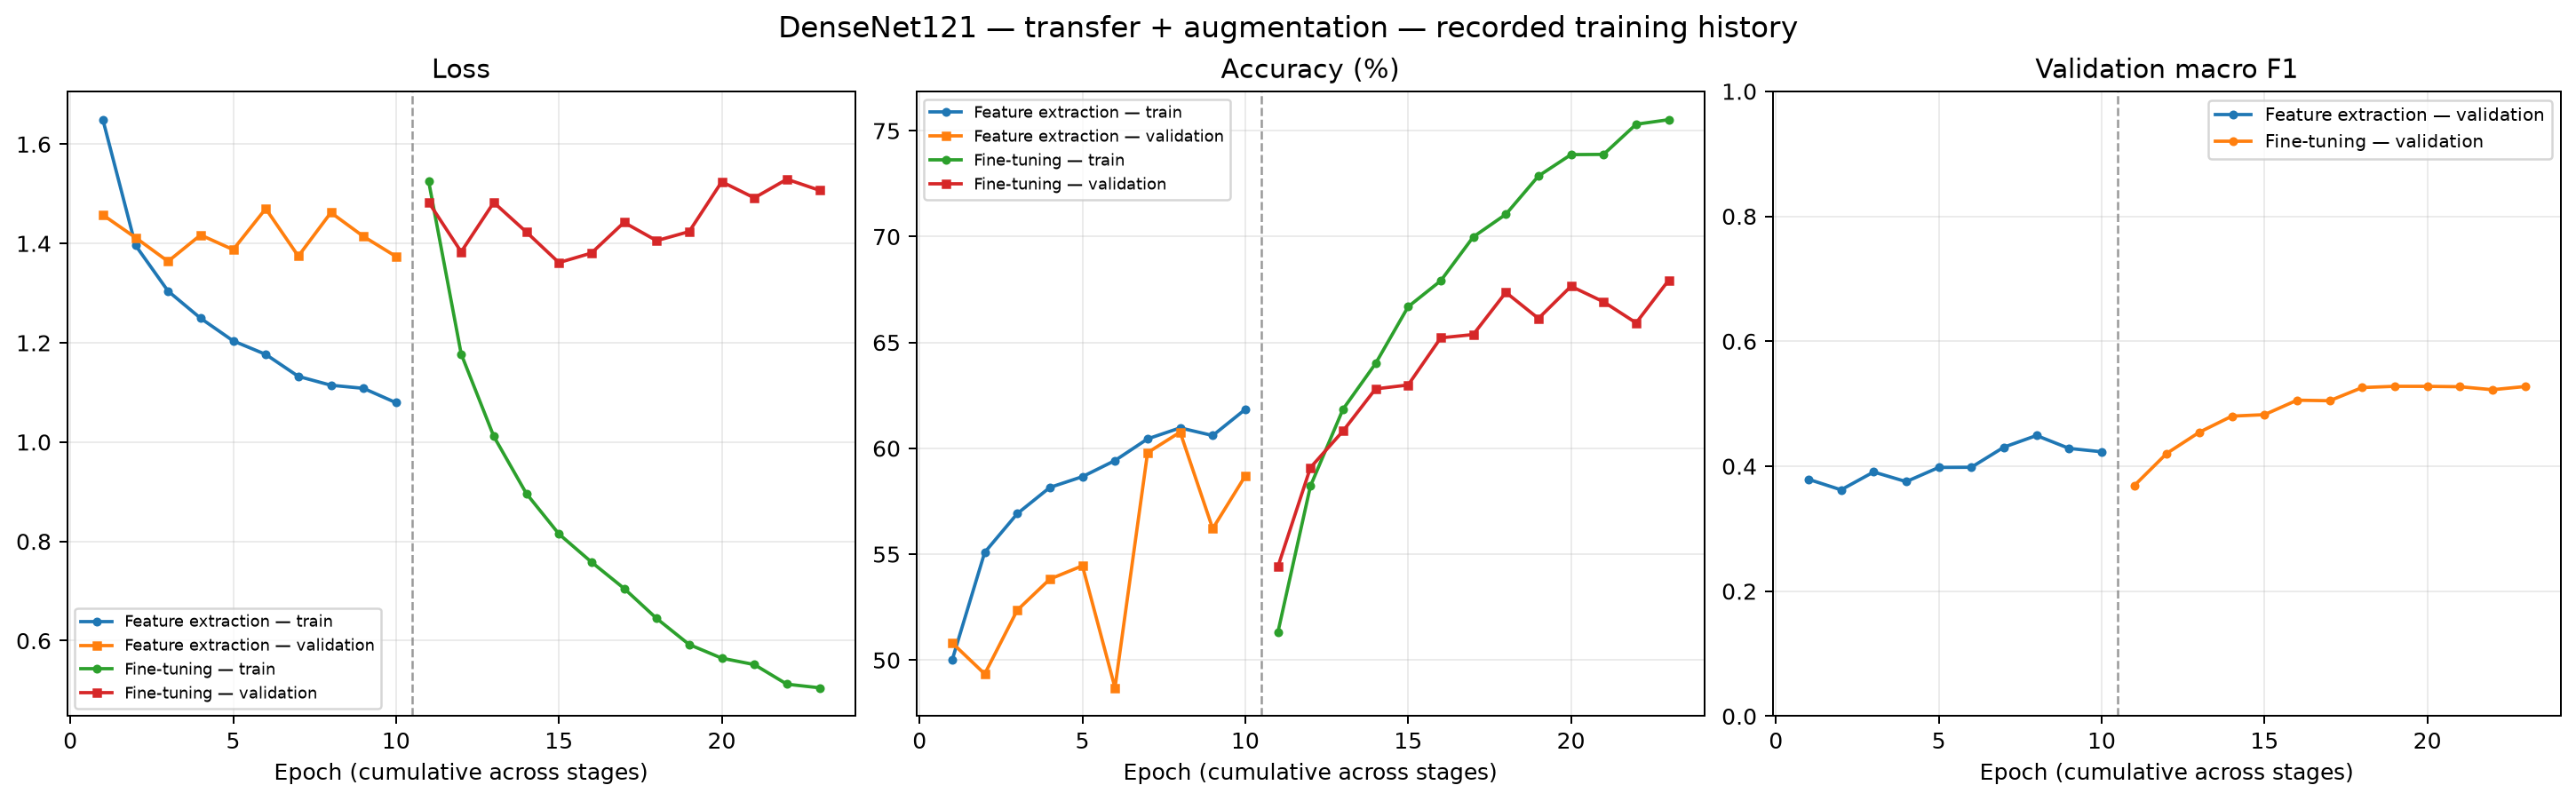 DenseNet121 — transfer + augmentation — recorded training history
Loss
1.6
1.4
1.2
1.0
0.8
0.6
Feature extraction — train
Feature extraction — validation
Fine-tuning — train
Fine-tuning — validation
0 5 10 15 20
Epoch (cumulative across stages)
Accuracy (%)
Feature extraction — train
Feature extraction — validation
Fine-tuning — train
Fine-tuning — validation
75
70
65
60
55
50
0 5 10 15 20
Epoch (cumulative across stages)
Validation macro F1
Feature extraction — validation
Fine-tuning — validation
1.0
0.8
0.6
0.4
0.2
0.0
0 5 10 15 20
Epoch (cumulative across stages)